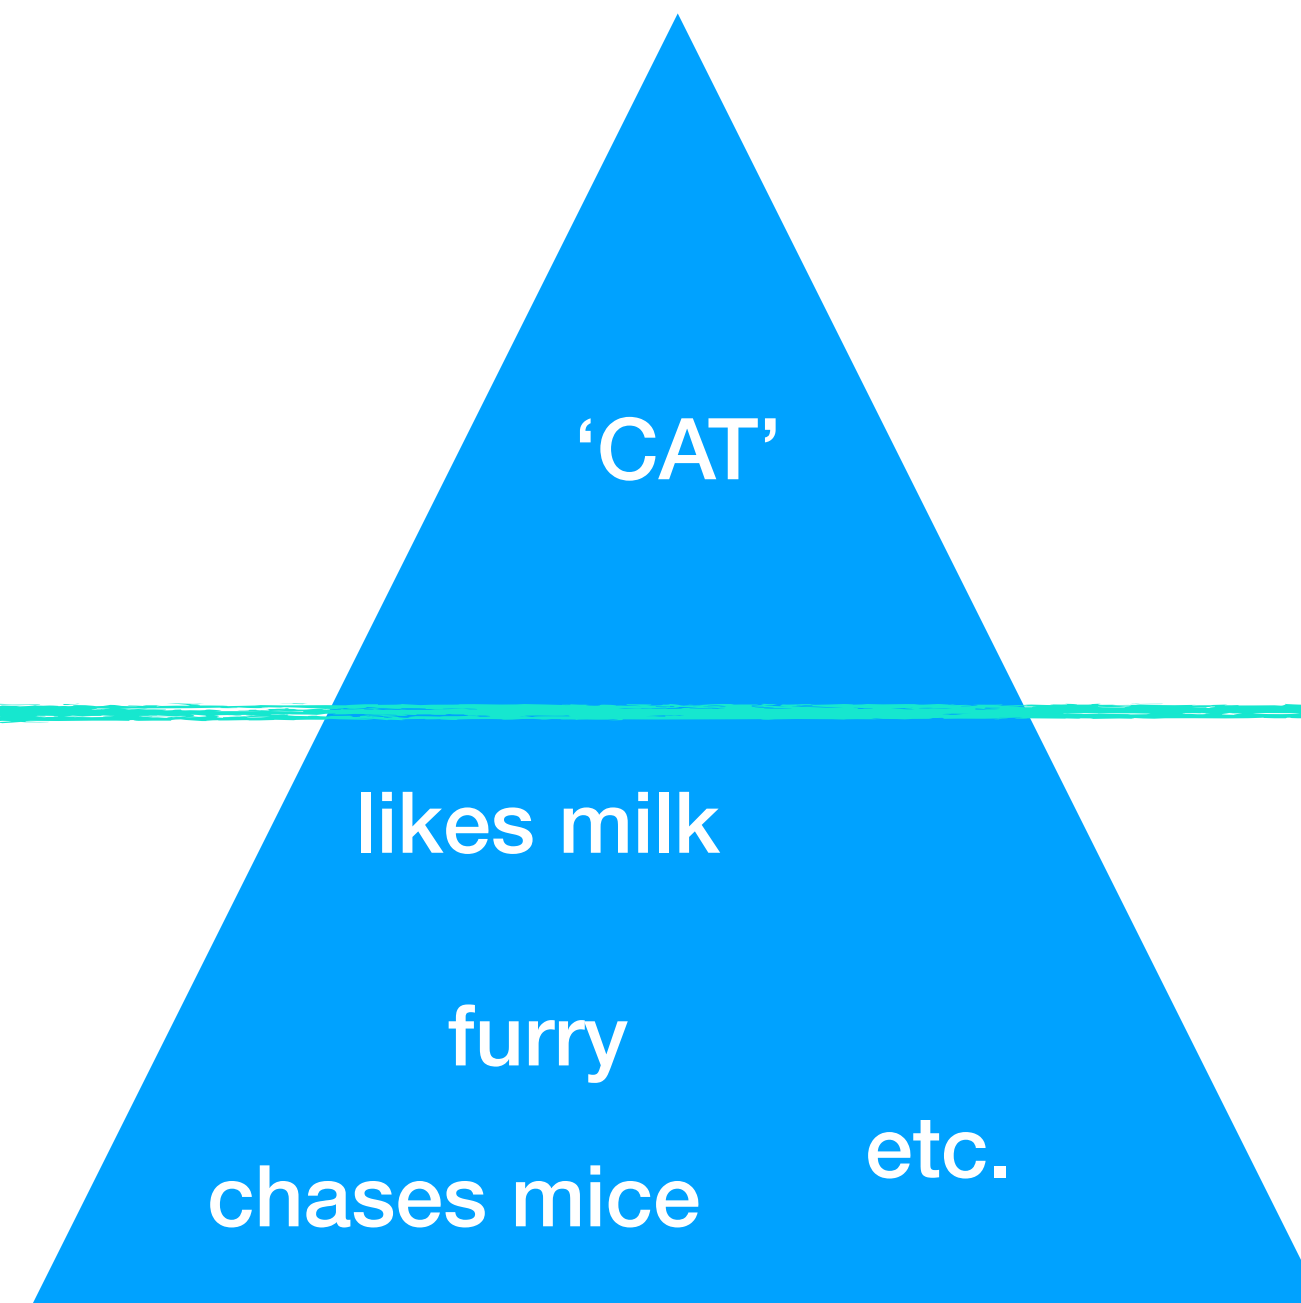 ‘CAT’
likes milk
furry
etc.
chases mice